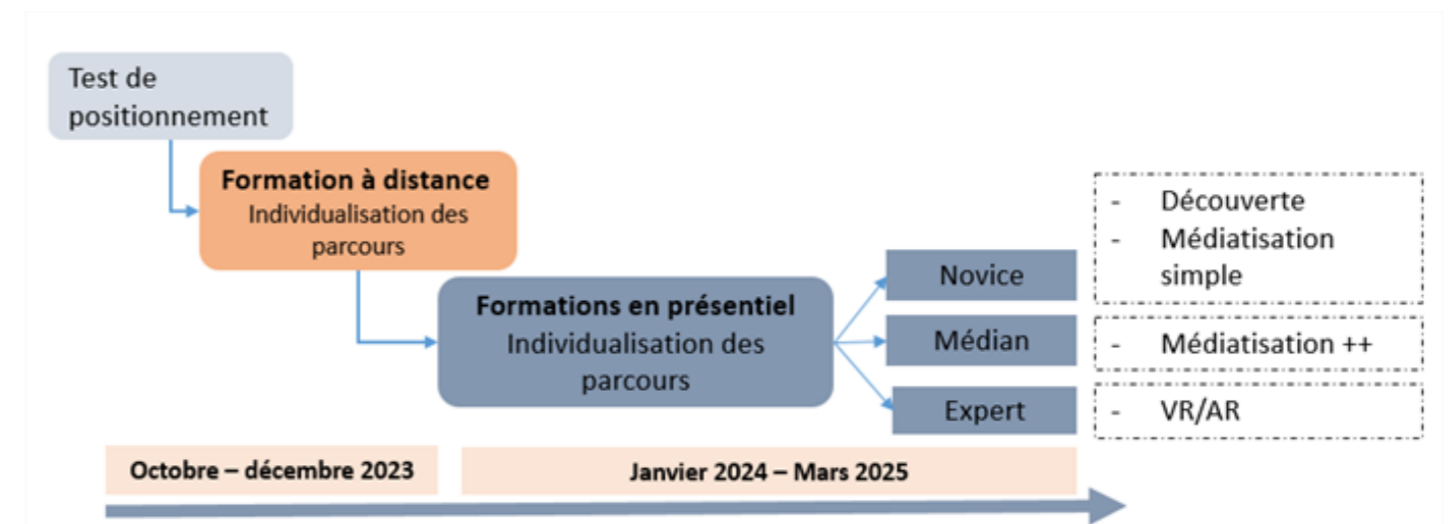 Test de
positionnement
Formation à distance
Individualisation des
parcours
Formations en présentiel
Individualisation des
parcours
Novice
Médian
Expert
- Découverte
- Médiatisation
simple
- Médiatisation ++
- VR/AR
Octobre – décembre 2023
Janvier 2024 – Mars 2025